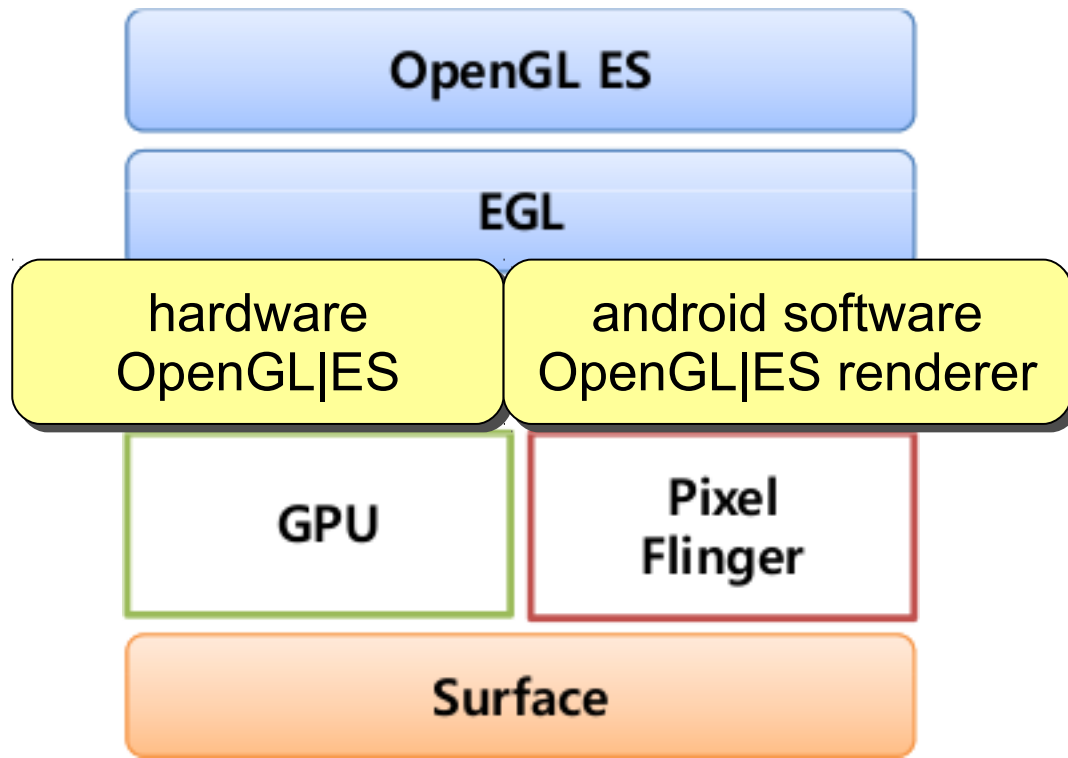 OpenGL ES
EGL
hardware
OpenGL|ES
android software
OpenGL|ES renderer
GPU
Pixel
Flinger
Surface